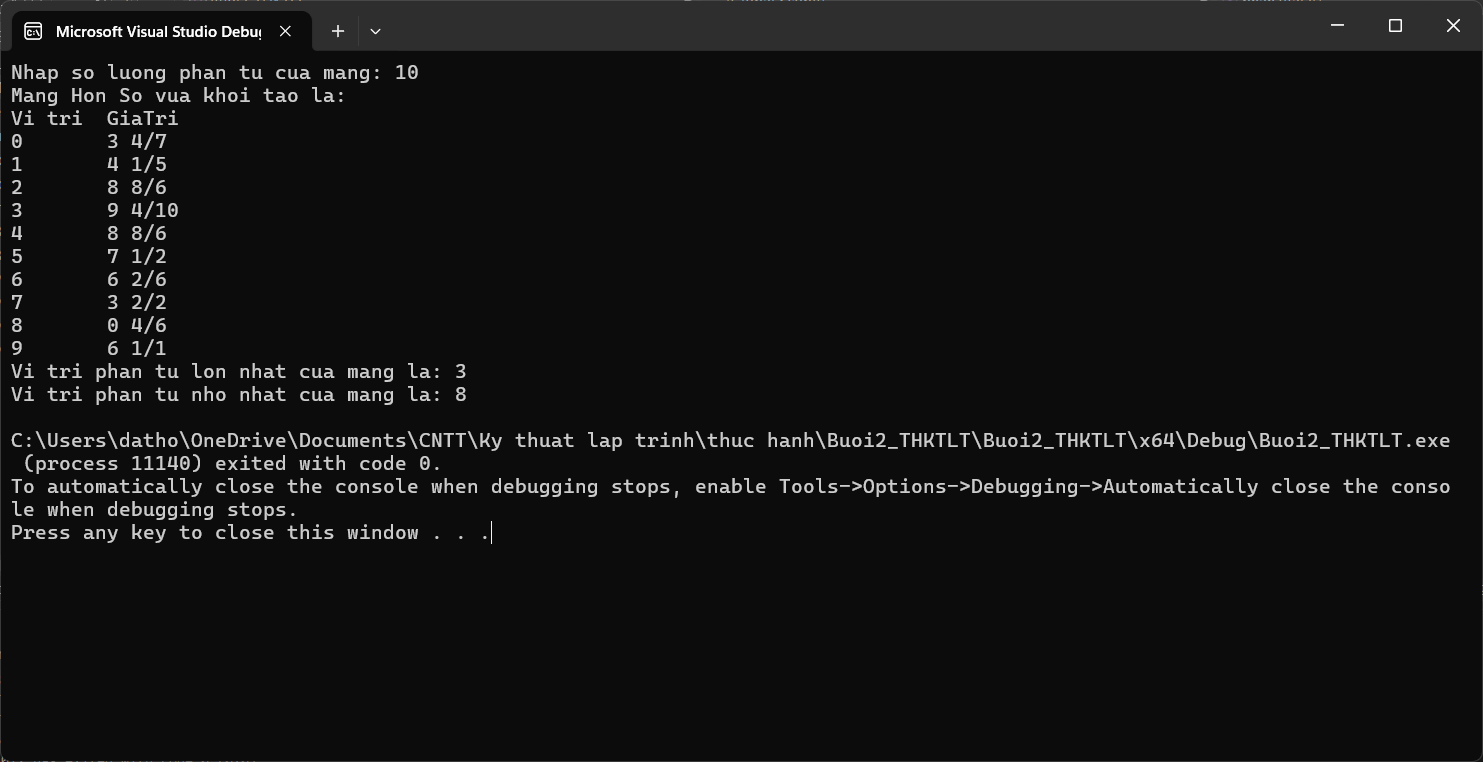 Microsoft Visual Studio Debug
Nhap so luong phan tu cua mang: 10
Mang Hon So vua khoi tao la:
Vi tri  GiaTri
0       3 4/7
1       4 1/5
2       8 8/6
3       9 4/10
4       8 8/6
5       7 1/2
6       6 2/6
7       3 2/2
8       0 4/6
9       6 1/1
Vi tri phan tu lon nhat cua mang la: 3
Vi tri phan tu nho nhat cua mang la: 8
C:\Users\datho\OneDrive\Documents\CNTT\Ky thuat lap trinh\thuc hanh\Buoi2_THKTLT\Buoi2_THKTLT\x64\Debug\Buoi2_THKTLT.exe
 (process 11140) exited with code 0.
To automatically close the console when debugging stops, enable Tools->Options->Debugging->Automatically close the conso
le when debugging stops.
Press any key to close this window . . .